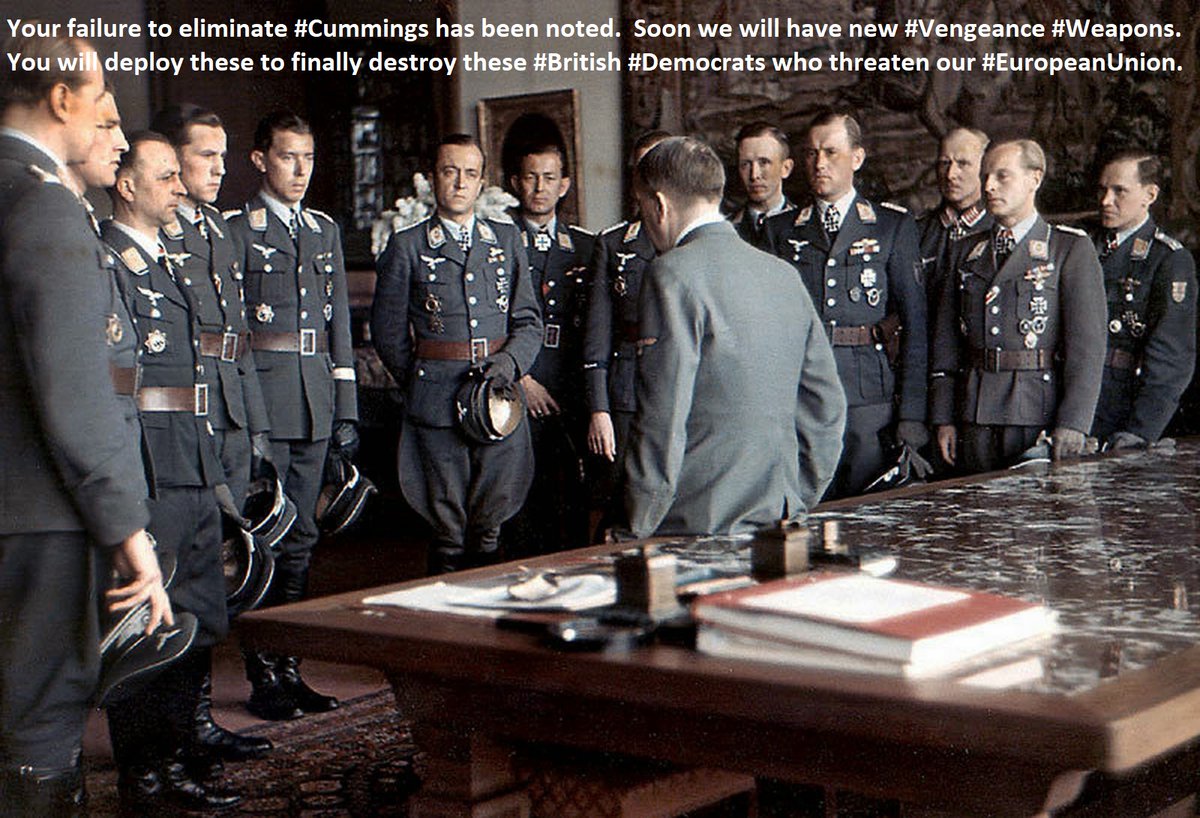 Your failure to eliminate #Cummings has been noted.  Soon we will have new #Vengeance #Weapons.
You will deploy these to finally destroy these #British #Democrats who threaten our #EuropeanUnion.